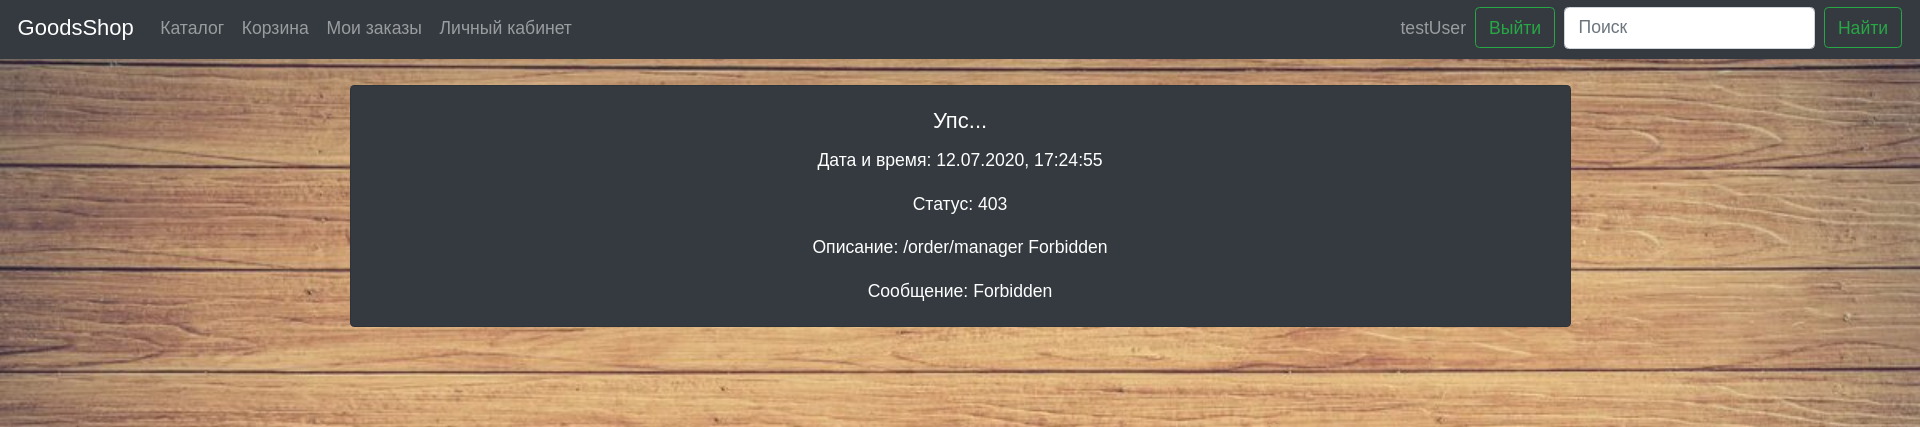 GoodsShop Каталог Корзина Мои заказы Личный кабинет testUser Выйти Поиск Найти
Упс...
Дата и время: 12.07.2020, 17:24:55
Статус: 403
Описание: /order/manager Forbidden
Сообщение: Forbidden